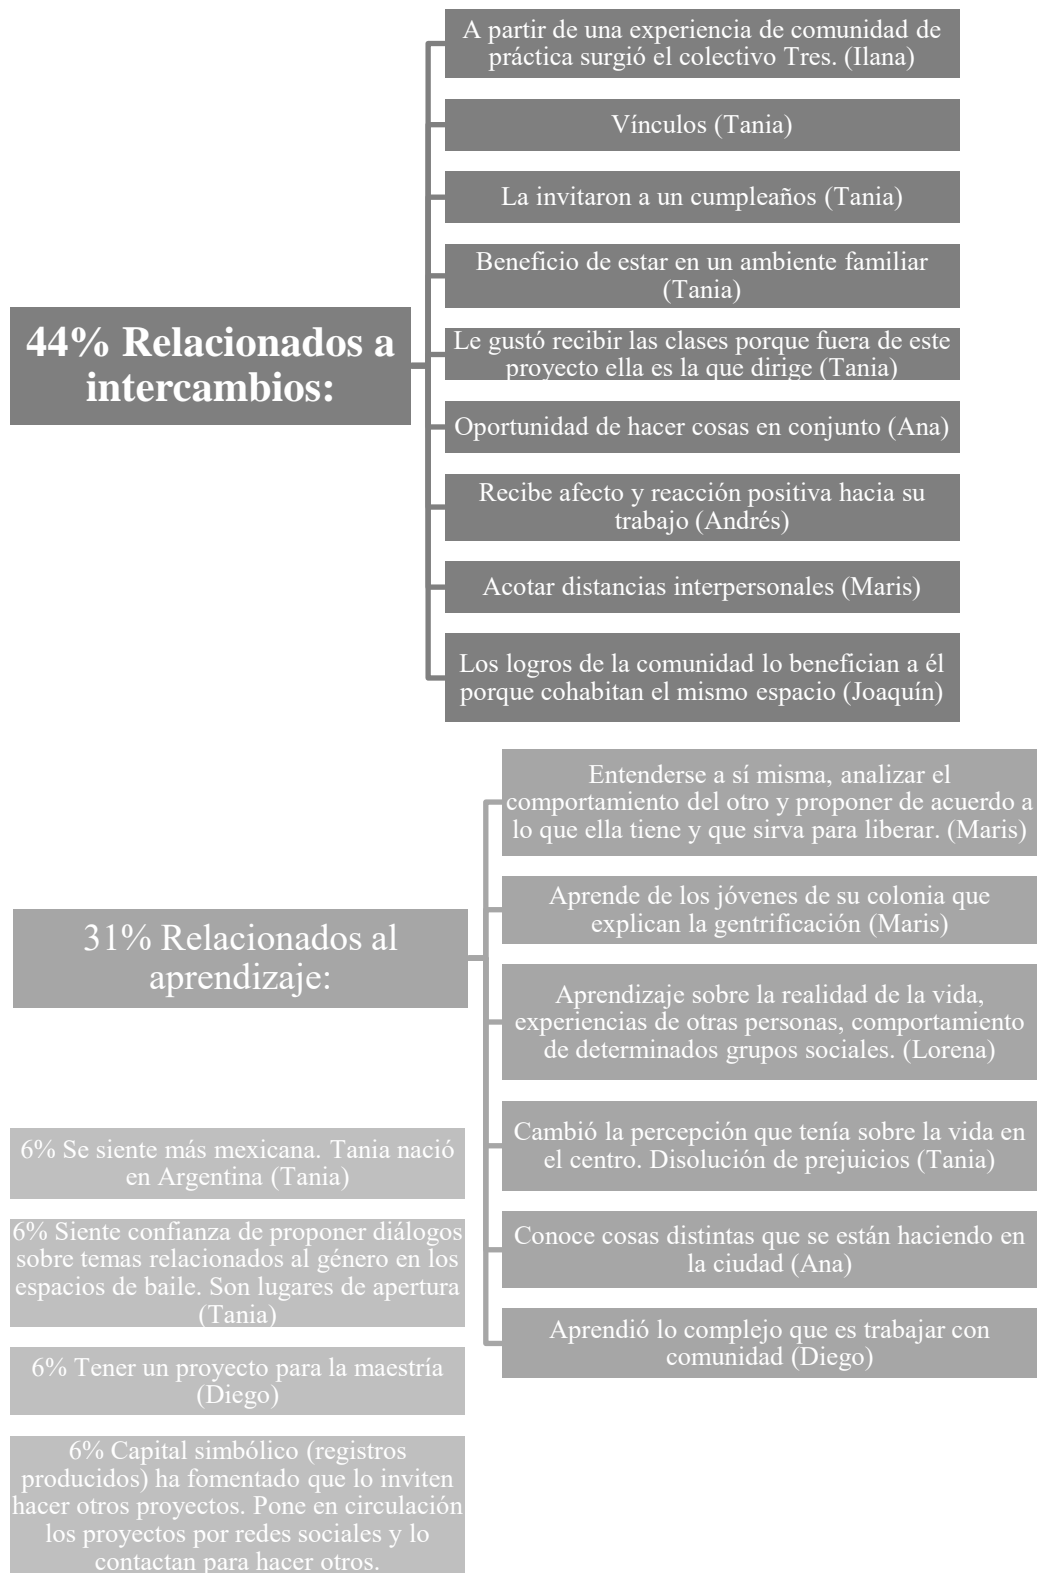 44% Relacionados a
intercambios:
A partir de una experiencia de comunidad de
práctica surgió el colectivo Tres. (Ilana)
Vínculos (Tania)
La invitaron a un cumpleaños (Tania)
Beneficio de estar en un ambiente familiar
(Tania)
Le gustó recibir las clases porque fuera de este
proyecto ella es la que dirige (Tania)
Oportunidad de hacer cosas en conjunto (Ana)
Recibe afecto y reacción positiva hacia su
trabajo (Andrés)
Acotar distancias interpersonales (Maris)
Los logros de la comunidad lo benefician a él
porque cohabitan el mismo espacio (Joaquín)
31% Relacionados al
aprendizaje:
Entenderse a sí misma, analizar el
comportamiento del otro y proponer de acuerdo a
lo que ella tiene y que sirva para liberar. (Maris)
Aprende de los jóvenes de su colonia que
explican la gentrificación (Maris)
Aprendizaje sobre la realidad de la vida,
experiencias de otras personas, comportamiento
de determinados grupos sociales. (Lorena)
Cambió la percepción que tenía sobre la vida en
el centro. Disolución de prejuicios (Tania)
Conoce cosas distintas que se están haciendo en
la ciudad (Ana)
Aprendió lo complejo que es trabajar con
comunidad (Diego)
6% Se siente más mexicana. Tania nació
en Argentina (Tania)
6% Siente confianza de proponer diálogos
sobre temas relacionados al género en los
espacios de baile. Son lugares de apertura
(Tania)
6% Tener un proyecto para la maestría
(Diego)
6% Capital simbólico (registros
producidos) ha fomentado que lo inviten
hacer otros proyectos. Pone en circulación
los proyectos por redes sociales y lo
contactan para hacer otros.